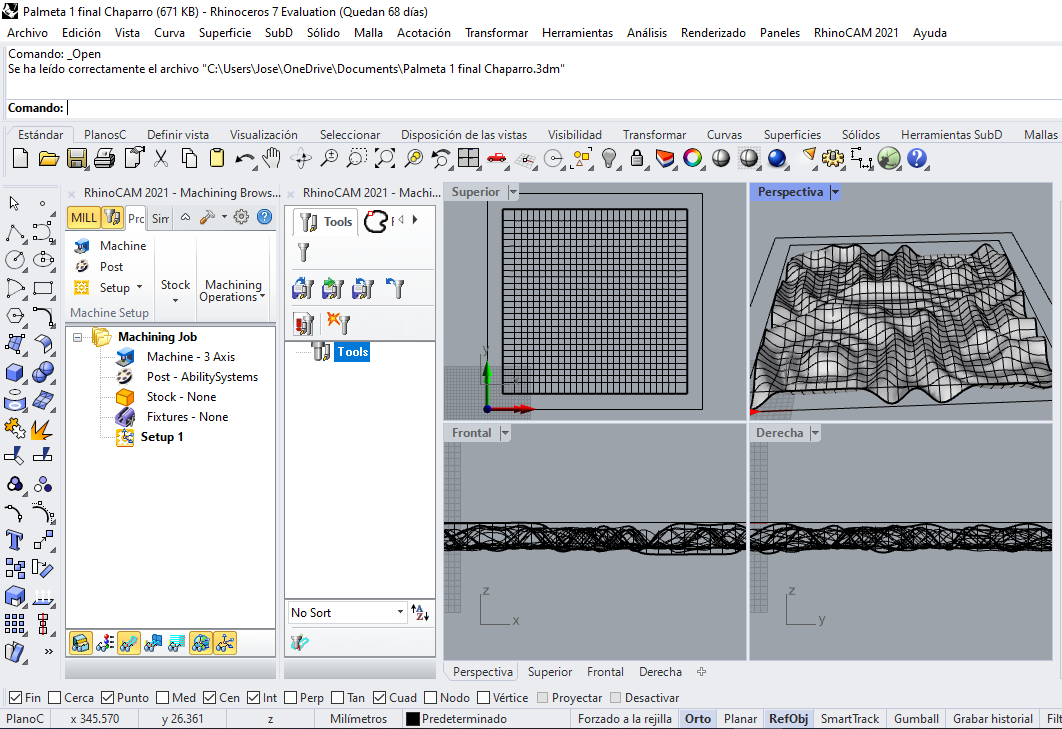 Palmeta 1 final Chaparro (671 KB) - Rhinoceros 7 Evaluation (Quedan 68 días)
Archivo Edición Vista Curva Superficie SubD Sólido Malla Acotación Transformar Herramientas Análisis Renderizado Paneles RhinoCAM 2021 Ayuda
Comando: _Open
Se ha leído correctamente el archivo "C:\Users\Jose\OneDrive\Documents\Palmeta 1 final Chaparro.3dm"
Comando:
Estándar PlanosC Definir vista Visualización Seleccionar Disposición de las vistas Visibilidad Transformar Curvas Superficies Sólidos Herramientas SubD Mallas
RhinoCAM 2021 - Machining Brows...
MILL Prc Sim
Machine
Post
Setup
Stock
Machining
Operations
Machine Setup
Machining Job
Machine - 3 Axis
Post - AbilitySystems
Stock - None
Fixtures - None
Setup 1
RhinoCAM 2021 - Machi...
Tools
Tools
No Sort
Superior
y
Perspectiva
Frontal
z
x
Derecha
z
y
Perspectiva Superior Frontal Derecha
Fin Cerca Punto Med Cen Int Perp Tan Cuad Nodo Vértice Proyectar Desactivar
PlanoC x 345.570 y 26.361 z Milímetros Predeterminado Forzado a la rejilla Orto Planar RefObj SmartTrack Gumball Grabar historial Filt